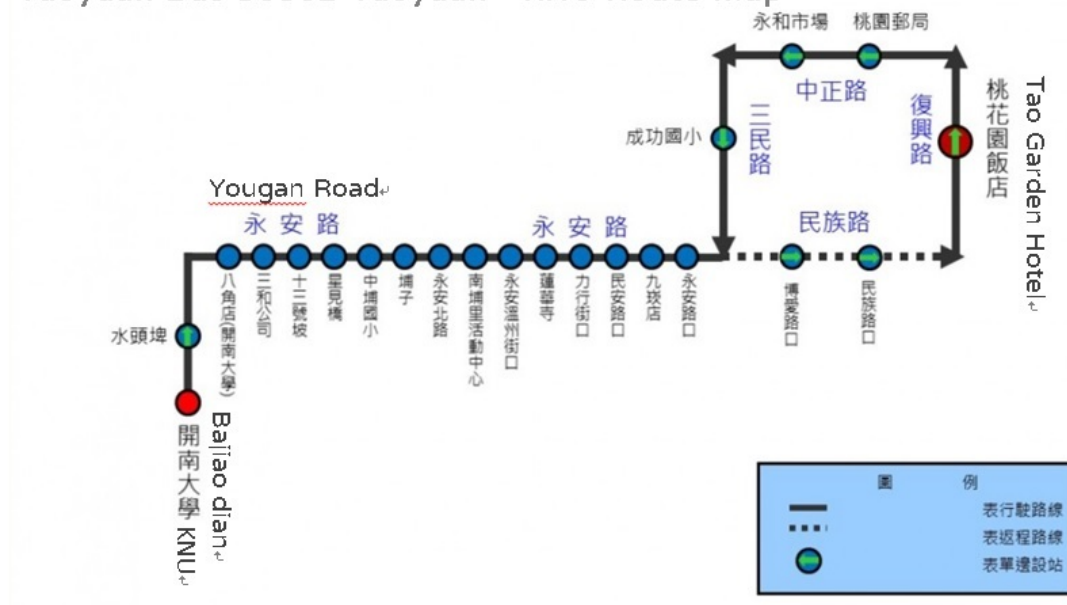 永和市場
桃園郵局
中正路
三民路
復興路
桃花園飯店
Tao Garden Hotel
成功國小
Yougan Road
永安路
永安路
民族路
八角店(開南大學)
三和公司
十三號坡
星見橋
中埔國小
埔子
永安北路
南埔里活動中心
永安溫州街口
蓮華寺
力行街口
民安路口
九崁店
永安路口
博愛路口
民族路口
水頭埤
開南大學 KNU
Bajiao dian
圖 例
表行駛路線
表返程路線
表單邊設站